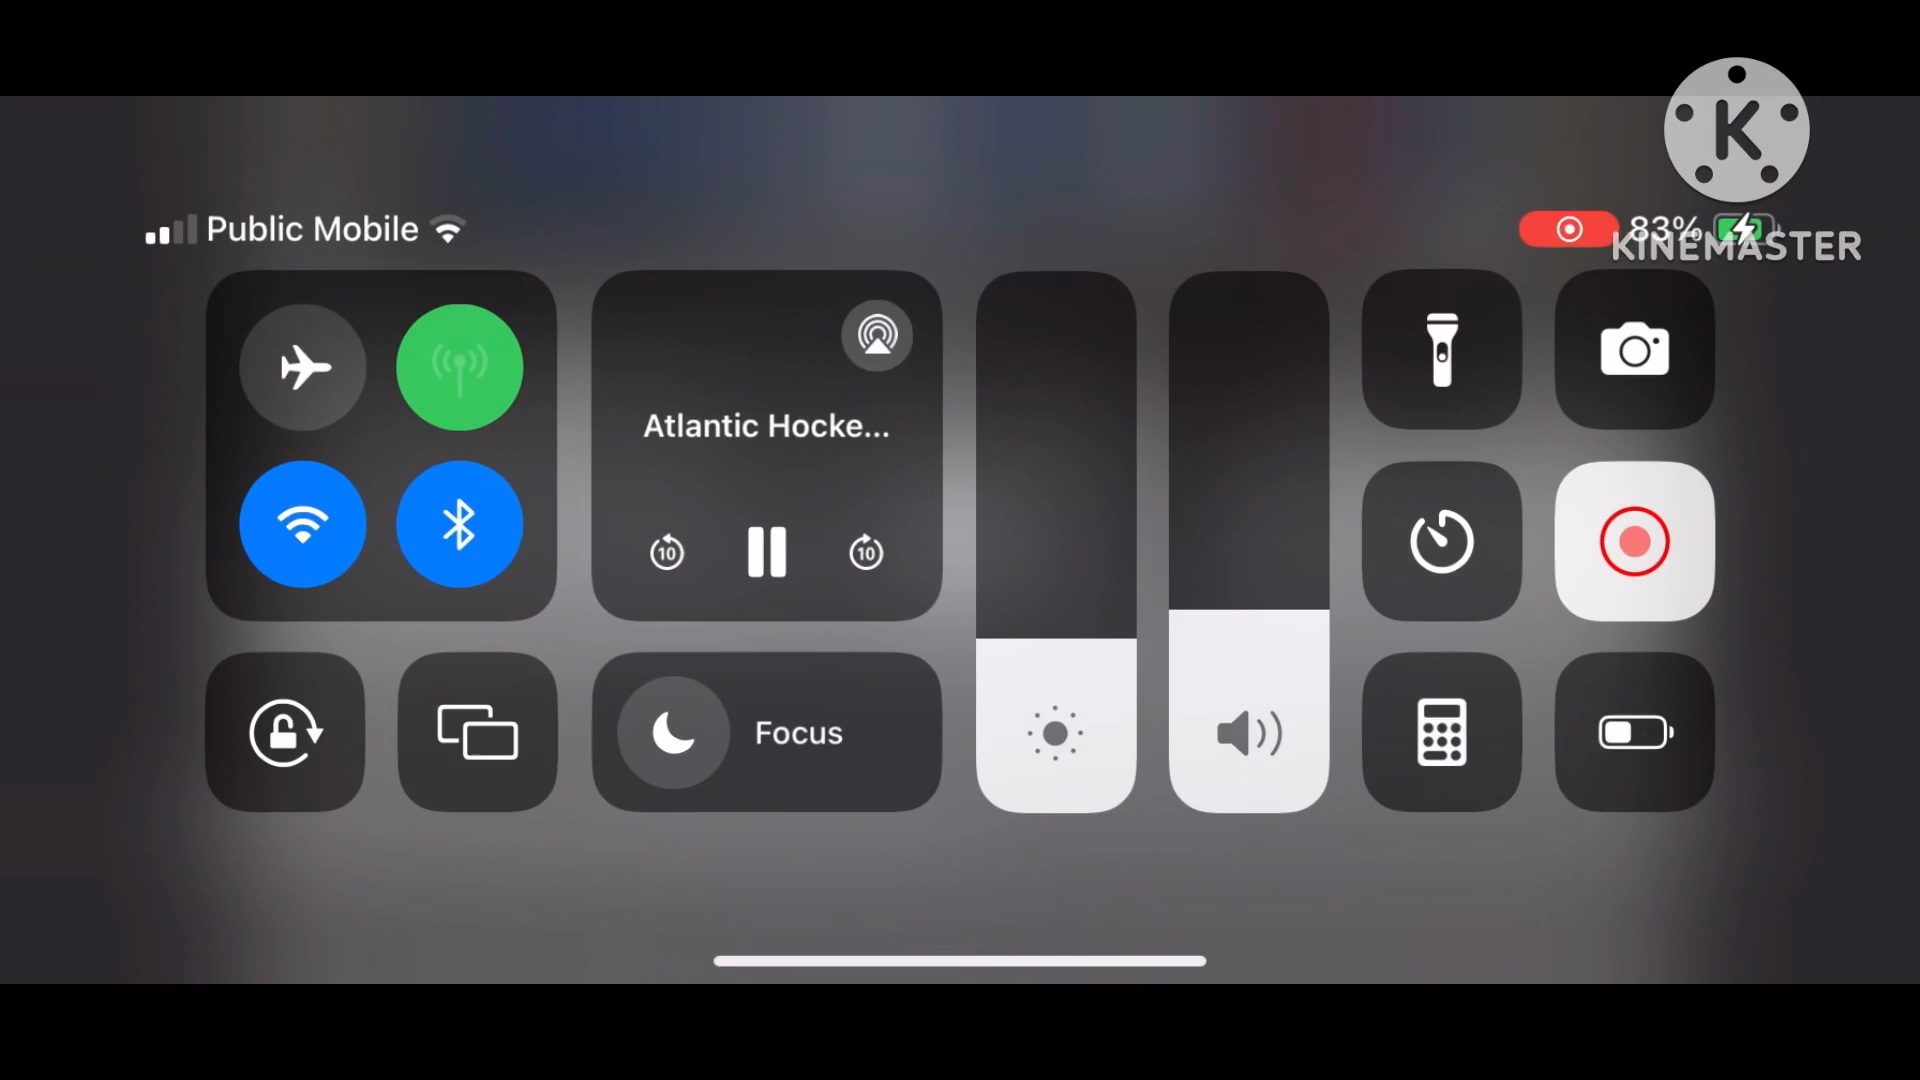 K
KINEMASTER
Public Mobile
83%
Atlantic Hocke...
10
10
Focus